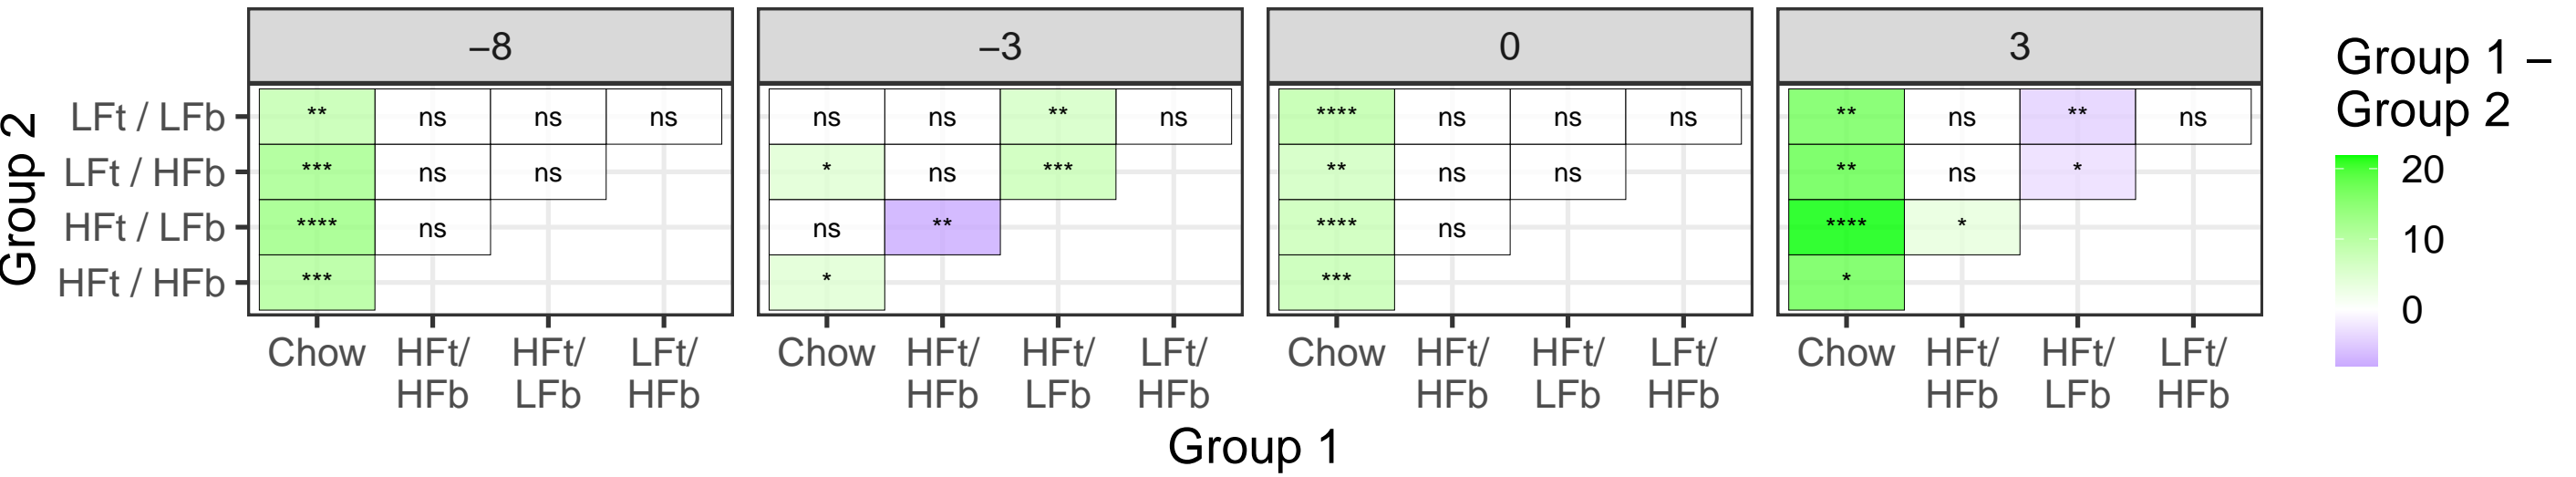 −8 −3 0 3
Group 1 −
Group 2
LFt / LFb ** ns ns ns ns ns ** ns **** ns ns ns ** ns ** ns
LFt / HFb *** ns ns * ns *** ** ns ns ** ns *
HFt / LFb **** ns ns ** **** ns **** *
HFt / HFb *** * *** *
Group 2
20
10
0
Chow HFt/ HFt/ LFt/ Chow HFt/ HFt/ LFt/ Chow HFt/ HFt/ LFt/ Chow HFt/ HFt/ LFt/
HFb LFb HFb HFb LFb HFb HFb LFb HFb HFb LFb HFb
Group 1